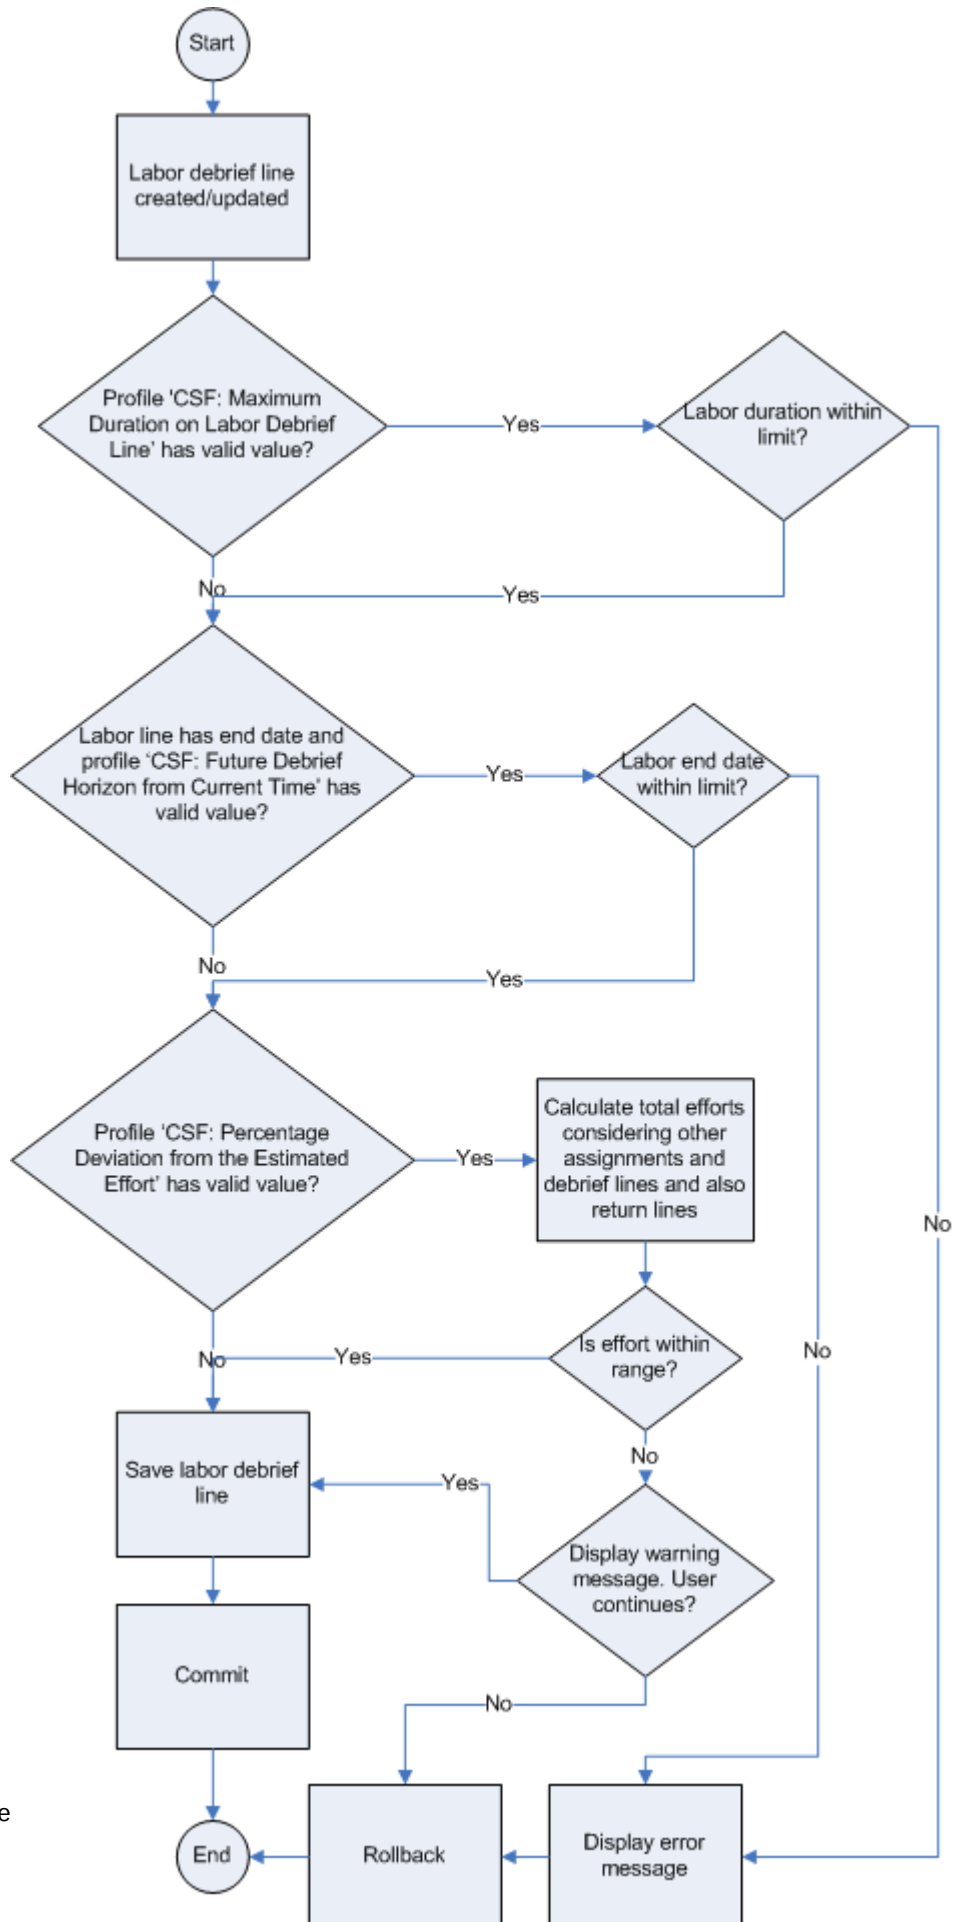 Start
Labor debrief line
created/updated
Profile 'CSF: Maximum
Duration on Labor Debrief
Line' has valid value?
Yes
Labor duration within
limit?
No
Yes
Labor line has end date and
profile 'CSF: Future Debrief
Horizon from Current Time' has
valid value?
Yes
Labor end date
within limit?
No
Yes
Profile 'CSF: Percentage
Deviation from the Estimated
Effort' has valid value?
Yes
Calculate total efforts
considering other
assignments and
debrief lines and also
return lines
No
Is effort within
range?
No
Yes
No
No
Save labor debrief
line
Yes
Display warning
message. User
continues?
Commit
No
e
End
Rollback
Display error
message